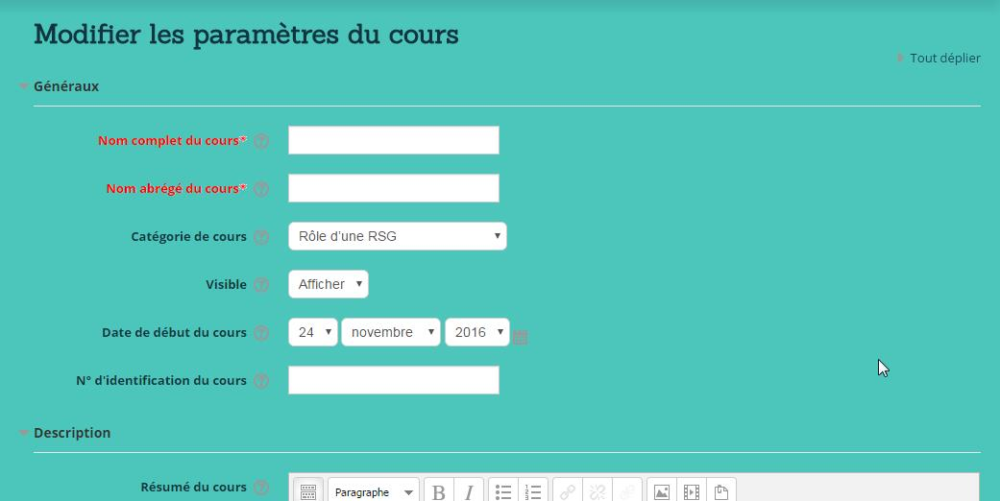 Modifier les paramètres du cours
Tout déplier
Généraux
Nom complet du cours*
Nom abrégé du cours*
Catégorie de cours Rôle d'une RSG
Visible Afficher
Date de début du cours 24 novembre 2016
N° d'identification du cours
Description
Résumé du cours Paragraphe B I